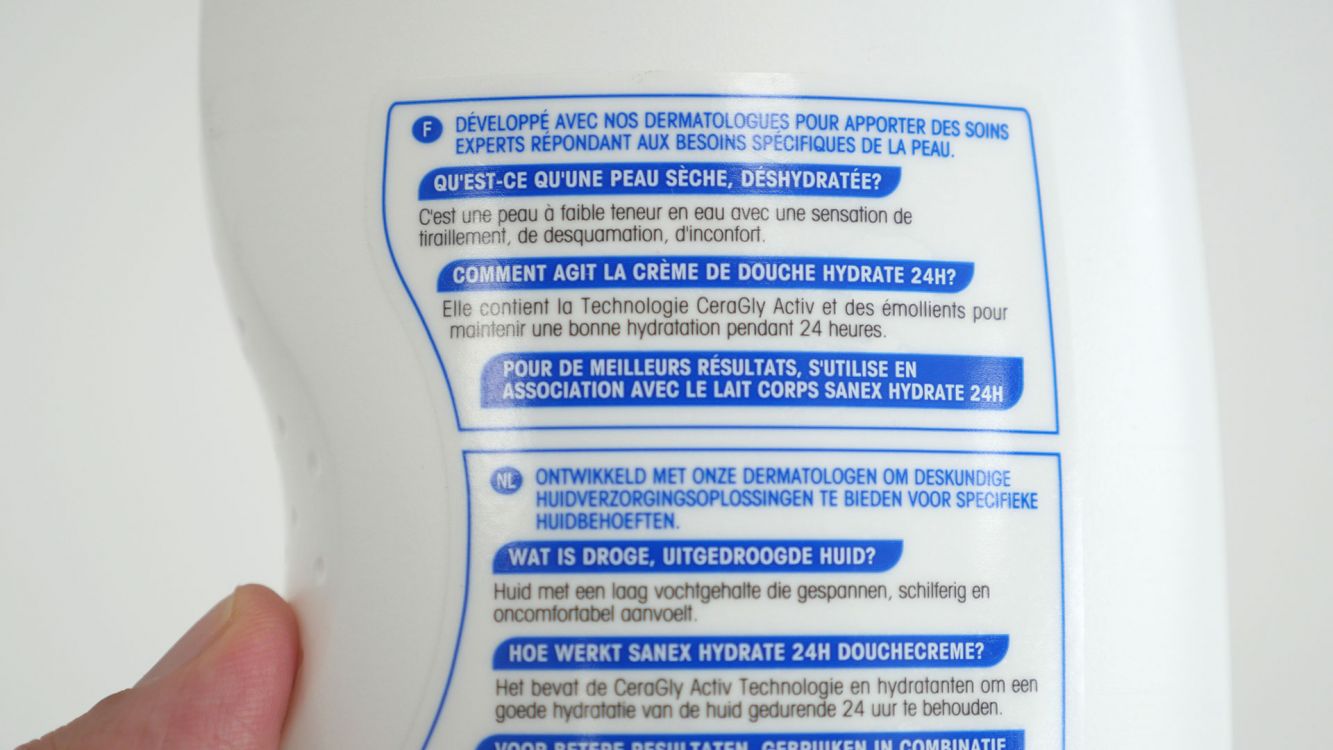 F DÉVELOPPÉ AVEC NOS DERMATOLOGUES POUR APPORTER DES SOINS
EXPERTS RÉPONDANT AUX BESOINS SPÉCIFIQUES DE LA PEAU.
QU'EST-CE QU'UNE PEAU SÈCHE, DÉSHYDRATÉE?
C'est une peau à faible teneur en eau avec une sensation de
tiraillement, de desquamation, d'inconfort.
COMMENT AGIT LA CRÈME DE DOUCHE HYDRATE 24H?
Elle contient la Technologie CeraGly Activ et des émollients pour
maintenir une bonne hydratation pendant 24 heures.
POUR DE MEILLEURS RÉSULTATS, S'UTILISE EN
ASSOCIATION AVEC LE LAIT CORPS SANEX HYDRATE 24H
NL ONTWIKKELD MET ONZE DERMATOLOGEN OM DESKUNDIGE
HUIDVERZORGINGSOPLOSSINGEN TE BIEDEN VOOR SPECIFIEKE
HUIDBEHOEFTEN.
WAT IS DROGE, UITGEDROOGDE HUID?
Huid met een laag vochtgehalte die gespannen, schilferig en
oncomfortabel aanvoelt.
HOE WERKT SANEX HYDRATE 24H DOUCHECREME?
Het bevat de CeraGly Activ Technologie en hydratanten om een
goede hydratatie van de huid gedurende 24 uur te behouden.
VOOR BETERE RESULTATEN, GEBRUIKEN IN COMBINATIE